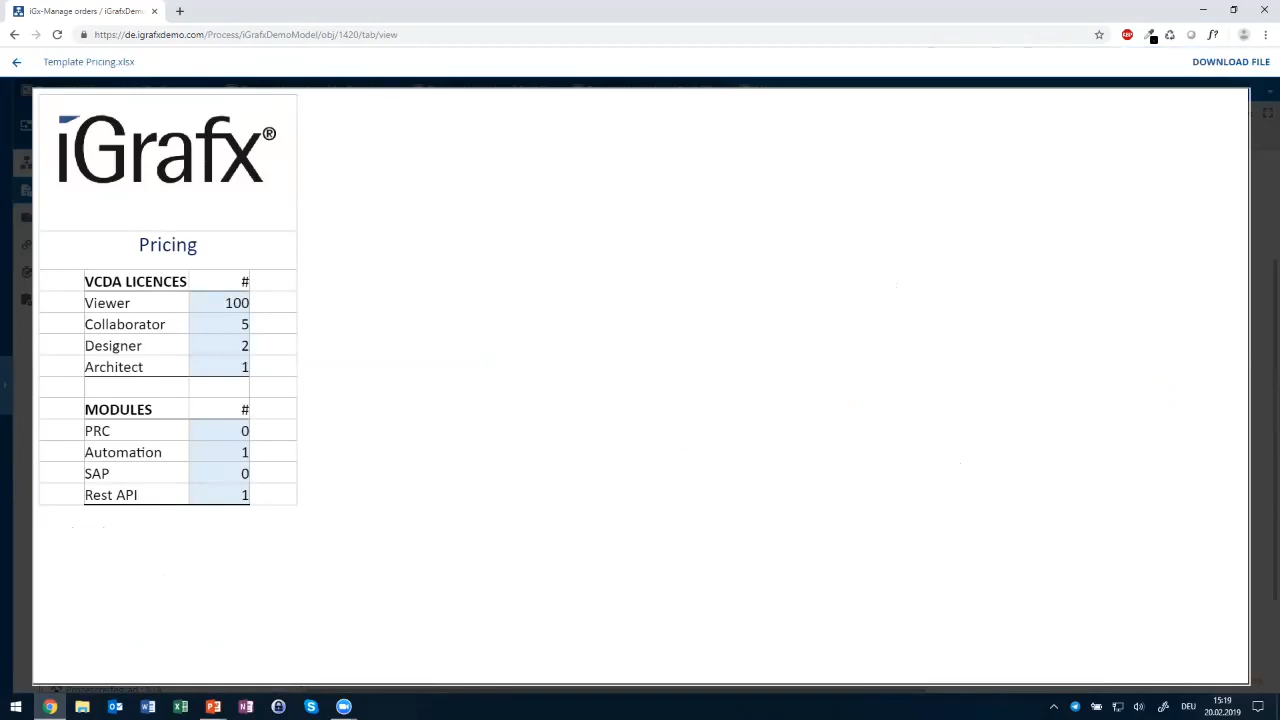 iGx-Manage orders / iGrafxDem
https://de.igrafxdemo.com/Process/iGrafxDemoModel/obj/1420/tab/view
ABP
f?
Template Pricing.xlsx
DOWNLOAD FILE
iGrafx®
Pricing
VCDA LICENCES #
Viewer 100
Collaborator 5
Designer 2
Architect 1
MODULES #
PRC 0
Automation 1
SAP 0
Rest API 1
DEU
15:19
20.02.2019